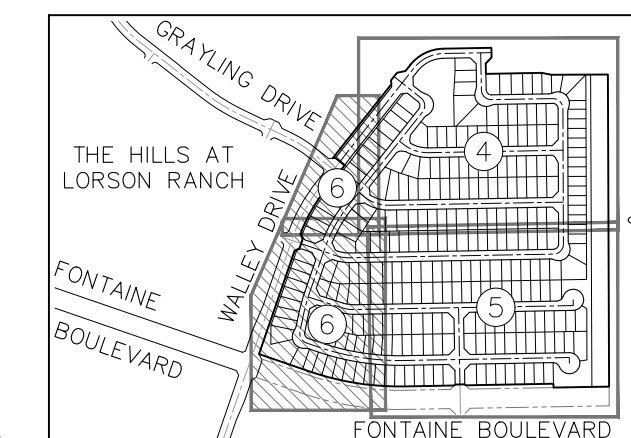 GRAYLING DRIVE
THE HILLS AT
LORSON RANCH
WALLEY DRIVE
FONTAINE
BOULEVARD
4
6
5
6
FONTAINE BOULEVARD